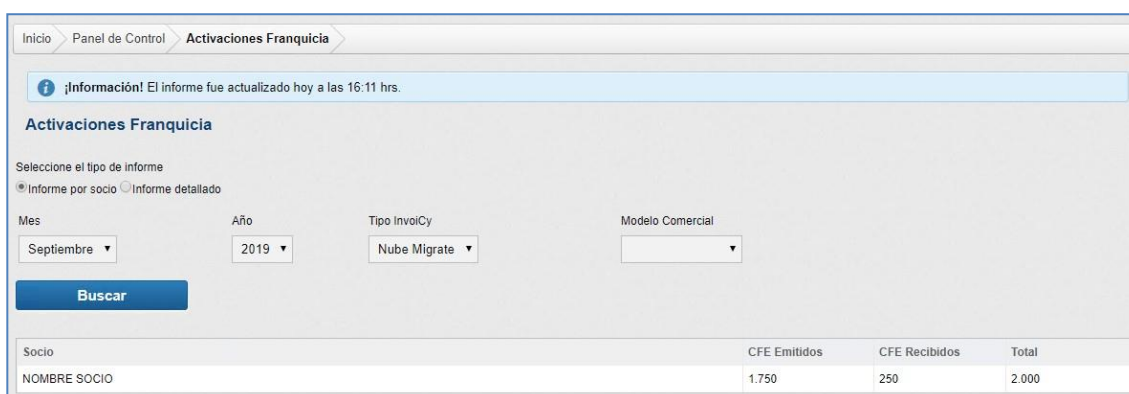 Inicio Panel de Control Activaciones Franquicia
¡Información! El informe fue actualizado hoy a las 16:11 hrs.
Activaciones Franquicia
Seleccione el tipo de informe
Informe por socio Informe detallado
Mes Año Tipo InvoiCy Modelo Comercial
Septiembre 2019 Nube Migrate
Buscar
Socio CFE Emitidos CFE Recibidos Total
NOMBRE SOCIO 1.750 250 2.000